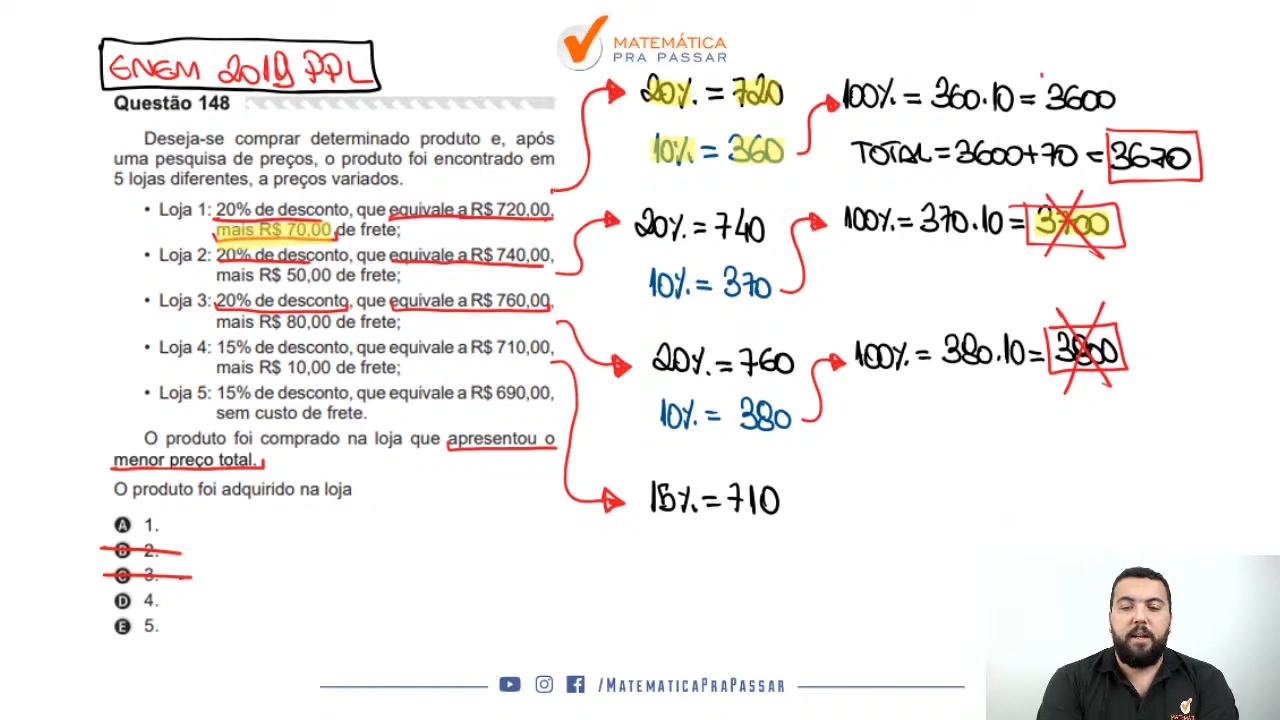 ENEM 2019 PPL
MATEMÁTICA
PRA PASSAR
Questão 148
Deseja-se comprar determinado produto e, após
uma pesquisa de preços, o produto foi encontrado em
5 lojas diferentes, a preços variados.
• Loja 1: 20% de desconto, que equivale a R$ 720,00,
mais R$ 70,00 de frete;
• Loja 2: 20% de desconto, que equivale a R$ 740,00,
mais R$ 50,00 de frete;
• Loja 3: 20% de desconto, que equivale a R$ 760,00,
mais R$ 80,00 de frete;
• Loja 4: 15% de desconto, que equivale a R$ 710,00,
mais R$ 10,00 de frete;
• Loja 5: 15% de desconto, que equivale a R$ 690,00,
sem custo de frete.
O produto foi comprado na loja que apresentou o
menor preço total.
O produto foi adquirido na loja
A 1.
B 2.
C 3.
D 4.
E 5.
20% = 720
10% = 360
100% = 360.10 = 3600
TOTAL = 3600+70 = 3670
20% = 740
10% = 370
100% = 370.10 = 3700
20% = 760
10% = 380
100% = 380.10 = 3800
15% = 710
/MatematicaPraPassar